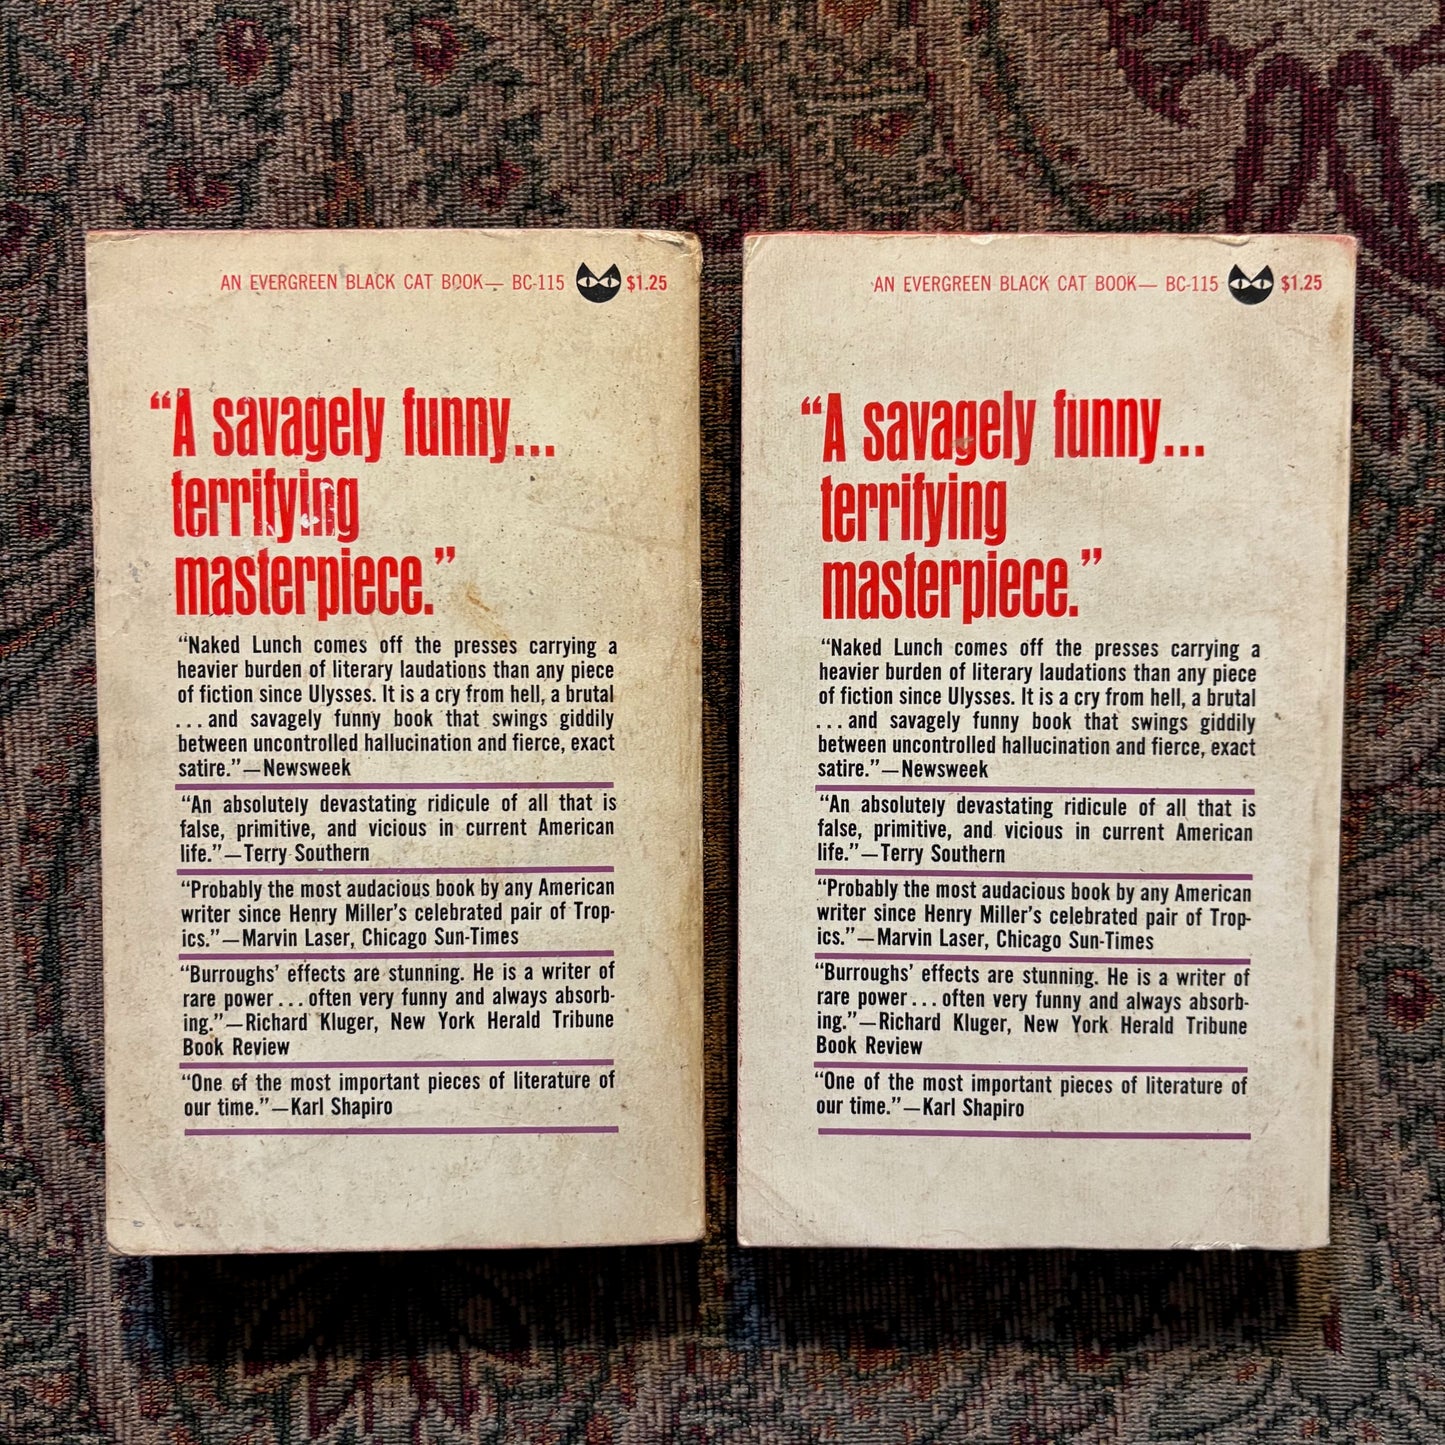 AN EVERGREEN BLACK CAT BOOK— BC-115 $1.25
“A savagely funny...
terrifying
masterpiece.”
“Naked Lunch comes off the presses carrying a
heavier burden of literary laudations than any piece
of fiction since Ulysses. It is a cry from hell, a brutal
...and savagely funny book that swings giddily
between uncontrolled hallucination and fierce, exact
satire.”—Newsweek
“An absolutely devastating ridicule of all that is
false, primitive, and vicious in current American
life.”—Terry Southern
“Probably the most audacious book by any American
writer since Henry Miller’s celebrated pair of Trop-
ics.”—Marvin Laser, Chicago Sun-Times
“Burroughs’ effects are stunning. He is a writer of
rare power...often very funny and always absorb-
ing.”—Richard Kluger, New York Herald Tribune
Book Review
“One of the most important pieces of literature of
our time.”—Karl Shapiro
AN EVERGREEN BLACK CAT BOOK— BC-115 $1.25
“A savagely funny...
terrifying
masterpiece.”
“Naked Lunch comes off the presses carrying a
heavier burden of literary laudations than any piece
of fiction since Ulysses. It is a cry from hell, a brutal
...and savagely funny book that swings giddily
between uncontrolled hallucination and fierce, exact
satire.”—Newsweek
“An absolutely devastating ridicule of all that is
false, primitive, and vicious in current American
life.”—Terry Southern
“Probably the most audacious book by any American
writer since Henry Miller’s celebrated pair of Trop-
ics.”—Marvin Laser, Chicago Sun-Times
“Burroughs’ effects are stunning. He is a writer of
rare power...often very funny and always absorb-
ing.”—Richard Kluger, New York Herald Tribune
Book Review
“One of the most important pieces of literature of
our time.”—Karl Shapiro